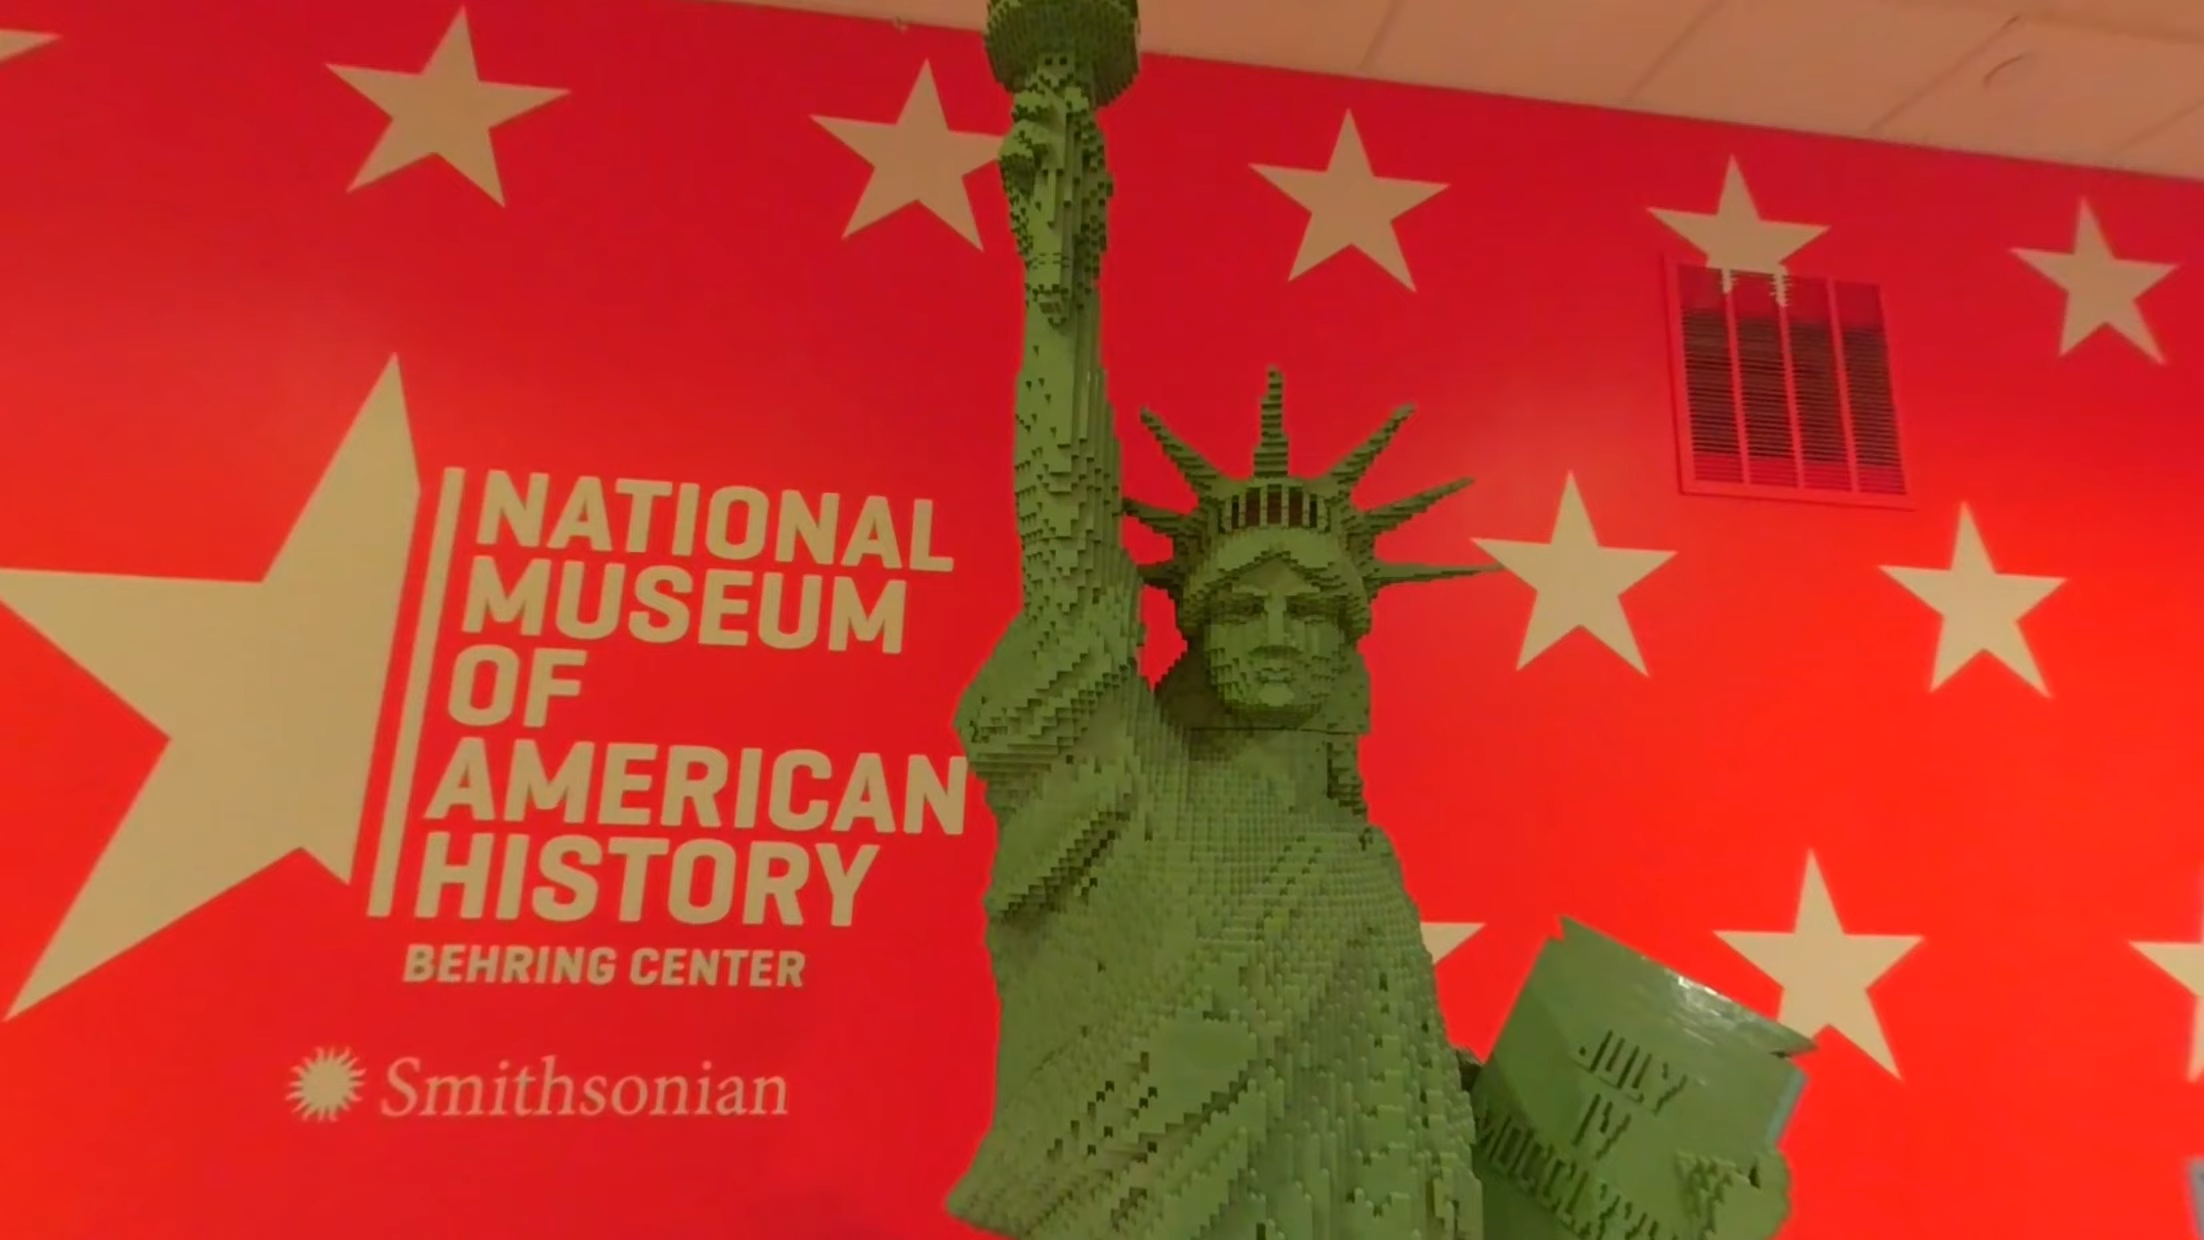 NATIONAL
MUSEUM
OF
AMERICAN
HISTORY
BEHRING CENTER
Smithsonian
JULY
IV